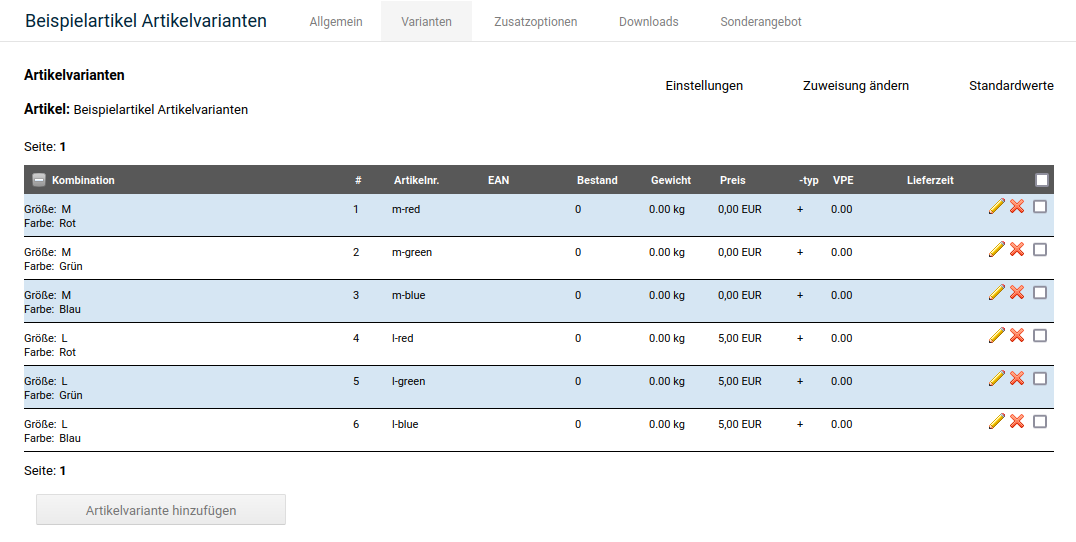 Beispielartikel Artikelvarianten Allgemein Varianten Zusatzoptionen Downloads Sonderangebot
Artikelvarianten
Einstellungen Zuweisung ändern Standardwerte
Artikel: Beispielartikel Artikelvarianten
Seite: 1
Kombination # Artikelnr. EAN Bestand Gewicht Preis -typ VPE Lieferzeit
Größe: M 1 m-red 0 0.00 kg 0,00 EUR + 0.00
Farbe: Rot
Größe: M 2 m-green 0 0.00 kg 0,00 EUR + 0.00
Farbe: Grün
Größe: M 3 m-blue 0 0.00 kg 0,00 EUR + 0.00
Farbe: Blau
Größe: L 4 l-red 0 0.00 kg 5,00 EUR + 0.00
Farbe: Rot
Größe: L 5 l-green 0 0.00 kg 5,00 EUR + 0.00
Farbe: Grün
Größe: L 6 l-blue 0 0.00 kg 5,00 EUR + 0.00
Farbe: Blau
Seite: 1
Artikelvariante hinzufügen